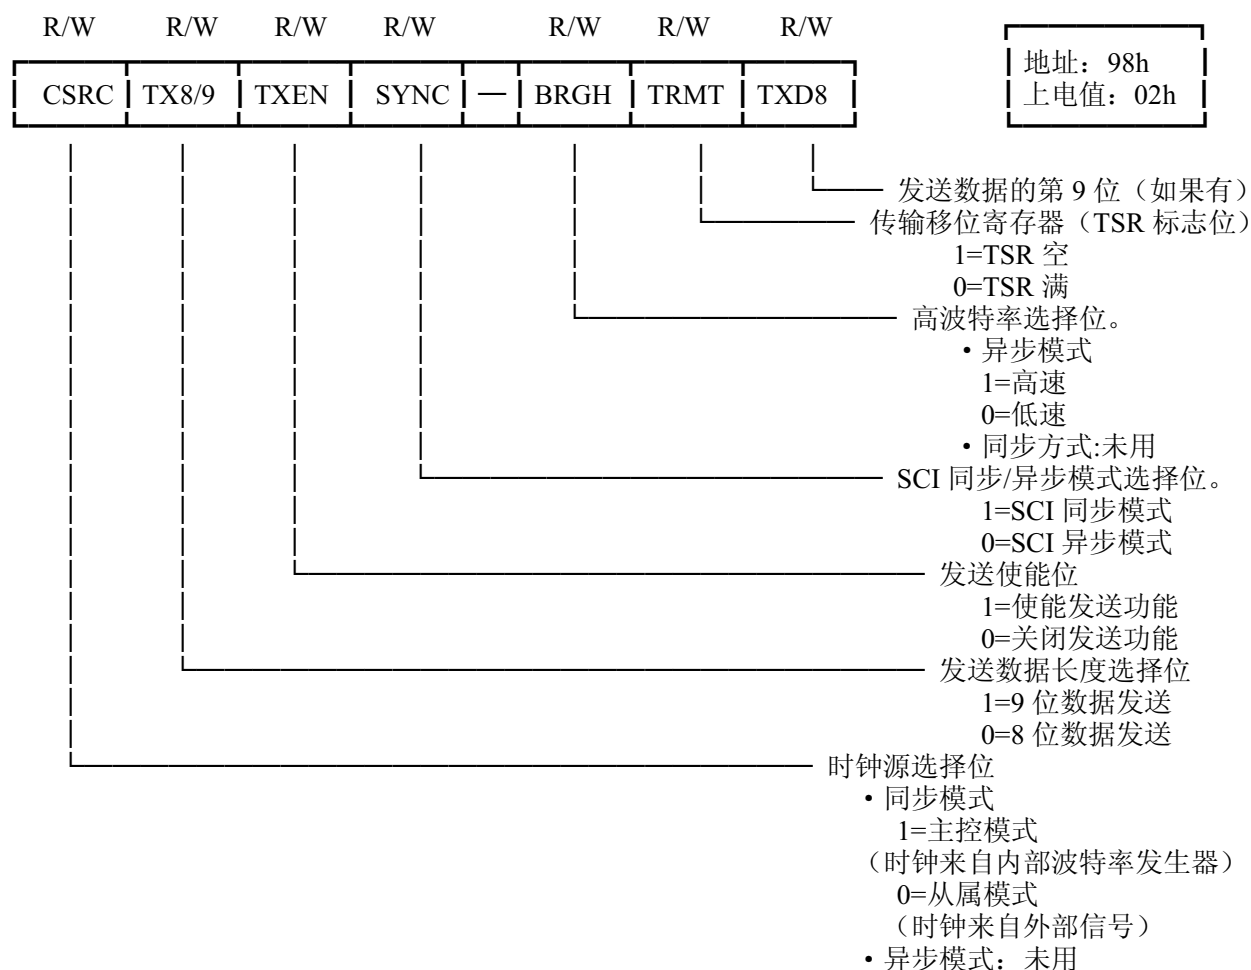 R/W R/W R/W R/W R/W R/W R/W
地址：98h
CSRC TX8/9 TXEN SYNC — BRGH TRMT TXD8
上电值：02h
发送数据的第 9 位（如果有）
传输移位寄存器（TSR 标志位）
1=TSR 空
0=TSR 满
高波特率选择位。
·异步模式
1=高速
0=低速
·同步方式:未用
SCI 同步/异步模式选择位。
1=SCI 同步模式
0=SCI 异步模式
发送使能位
1=使能发送功能
0=关闭发送功能
发送数据长度选择位
1=9 位数据发送
0=8 位数据发送
时钟源选择位
·同步模式
1=主控模式
（时钟来自内部波特率发生器）
0=从属模式
（时钟来自外部信号）
·异步模式：未用